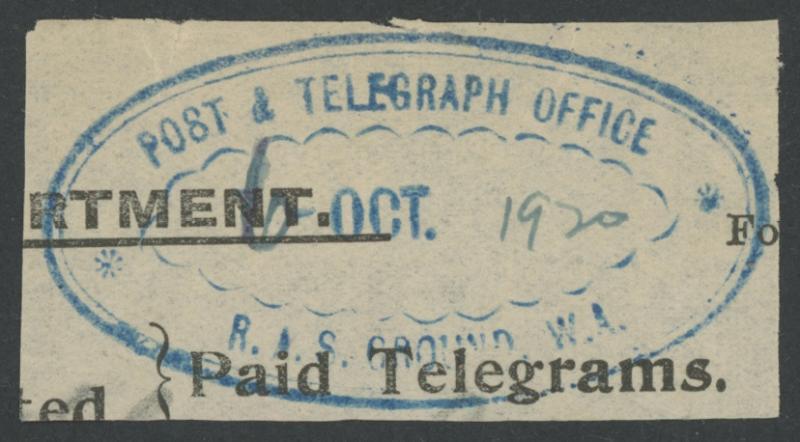 POST & TELEGRAPH OFFICE
RTMENT.
6 OCT. 1920
Fo
R. A. S. GROUND, W.A.
Paid Telegrams.
ted